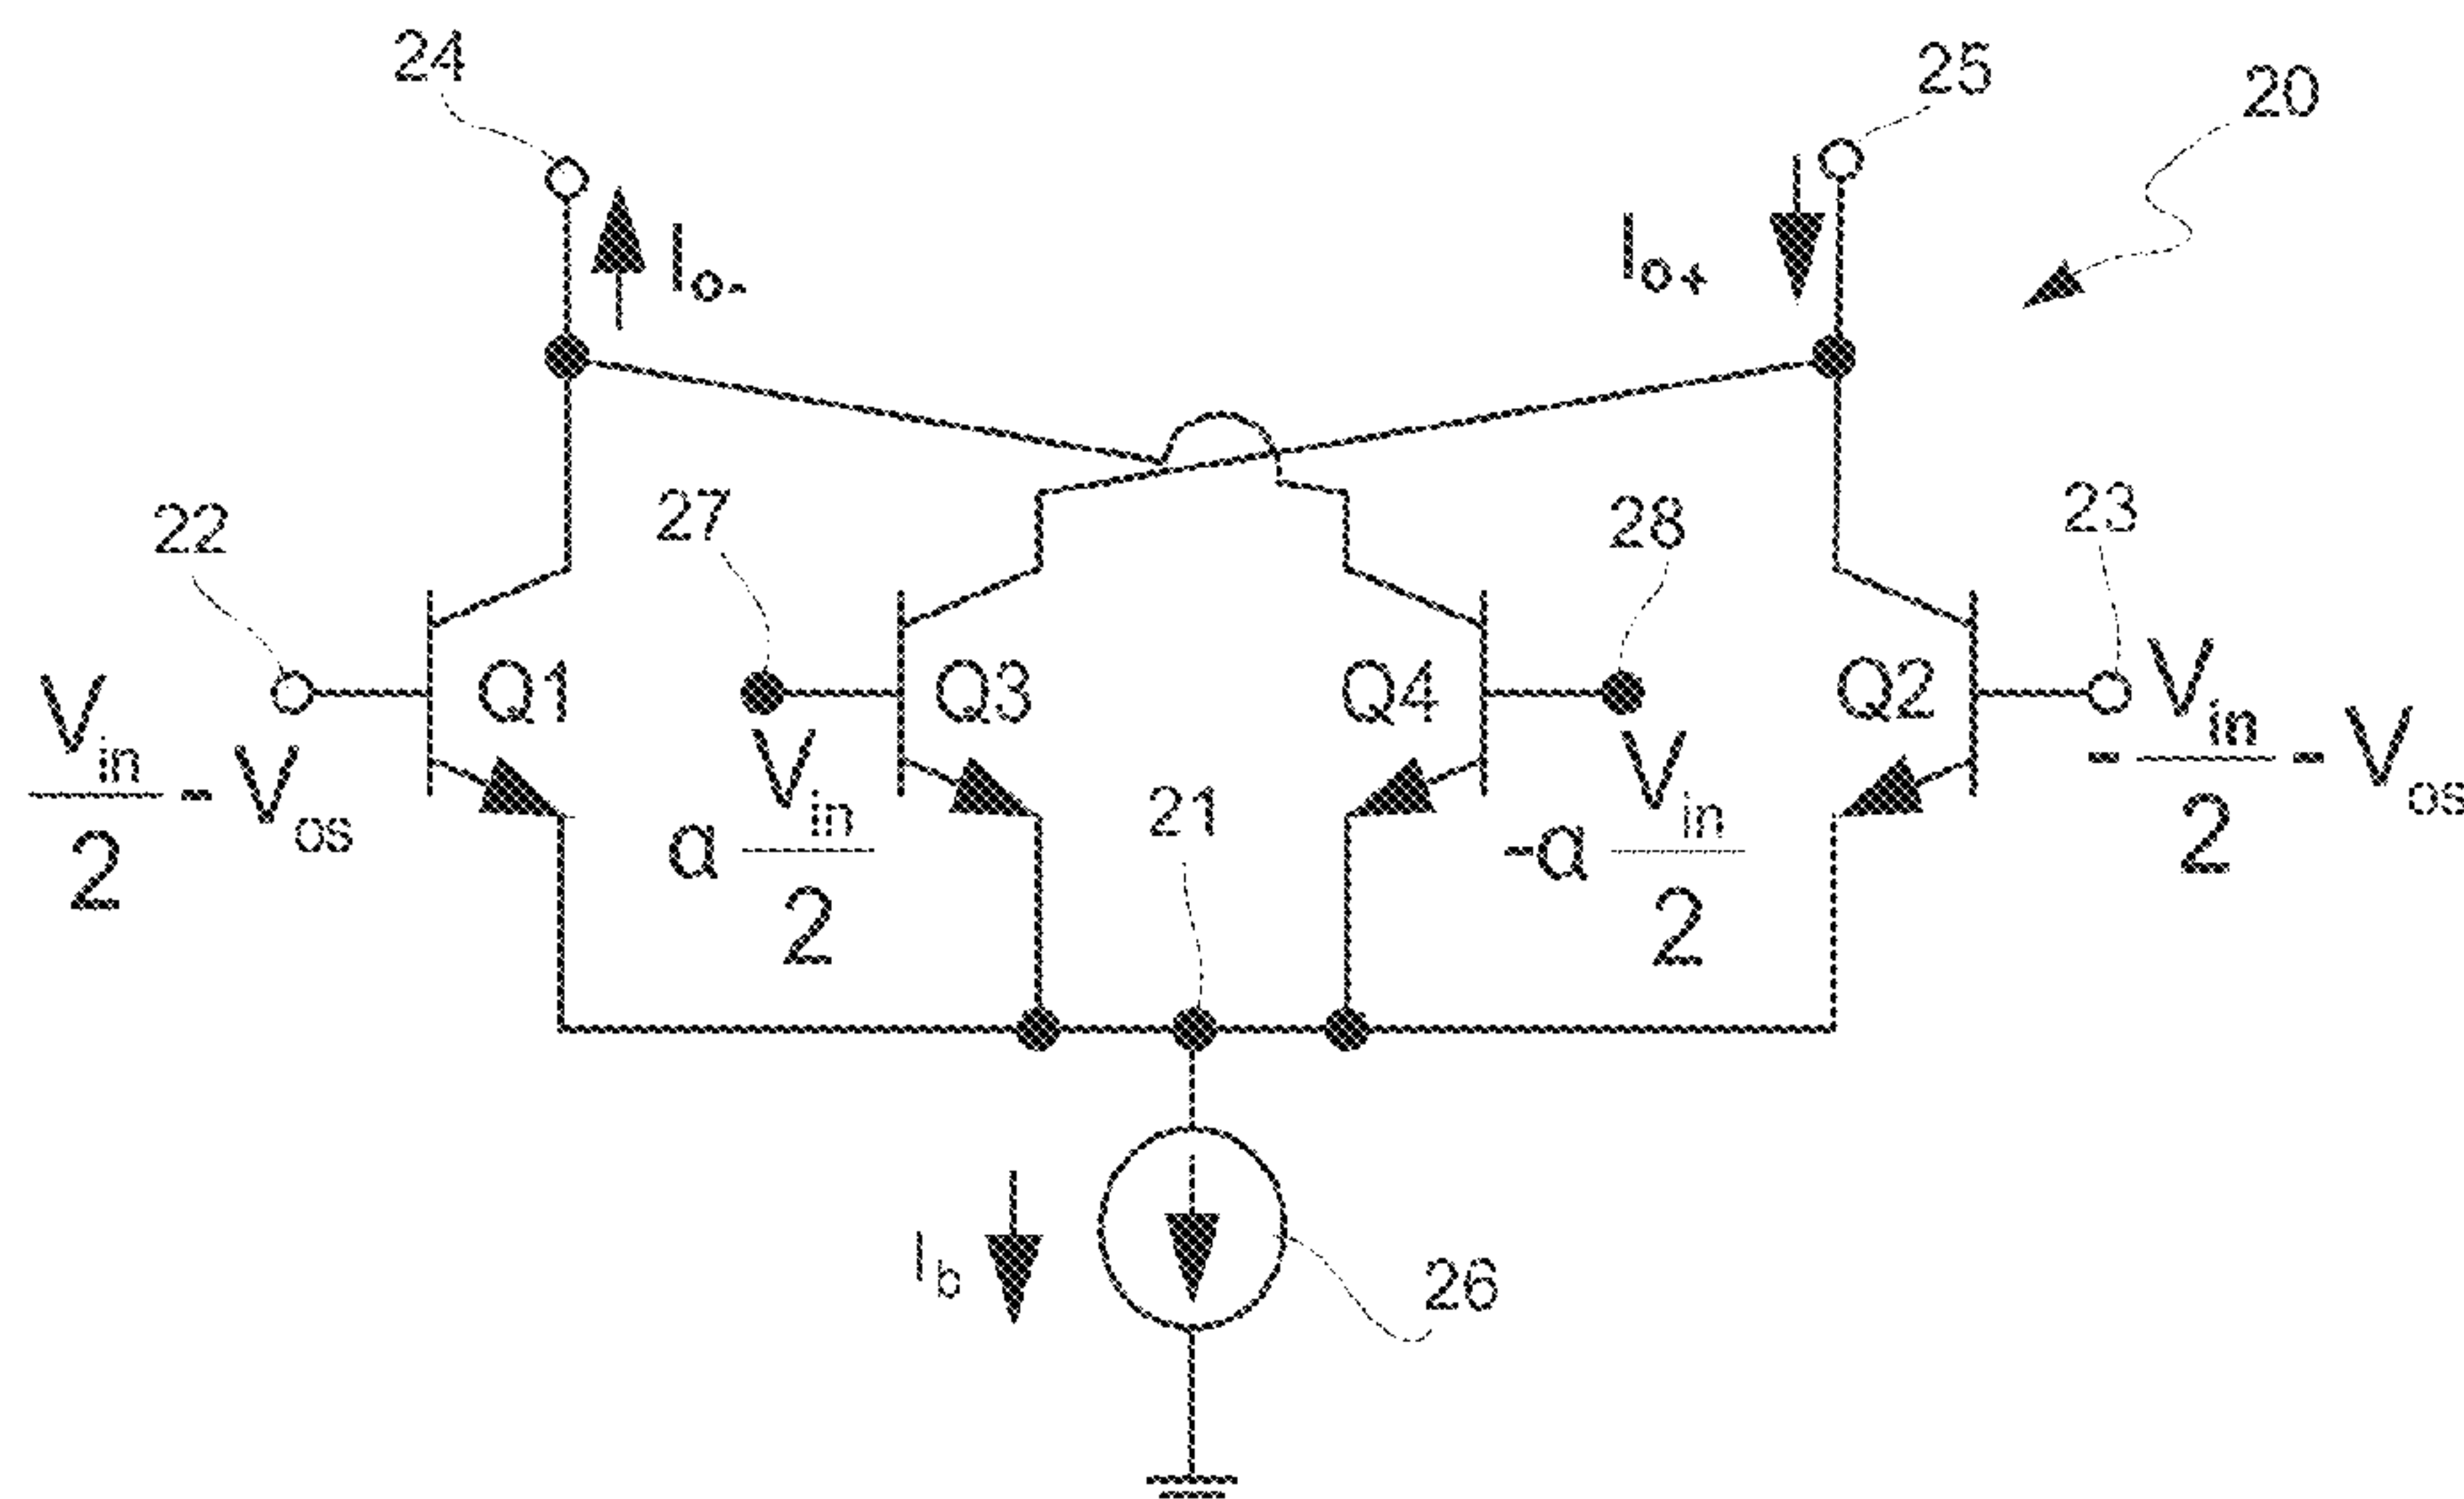 24
25
20
Io-
Io+
22
27
28
23
Vin/2 - Vos
Q1
Q3
Q4
Q2
-Vin/2 - Vos
α Vin/2
21
-α Vin/2
Ib
26